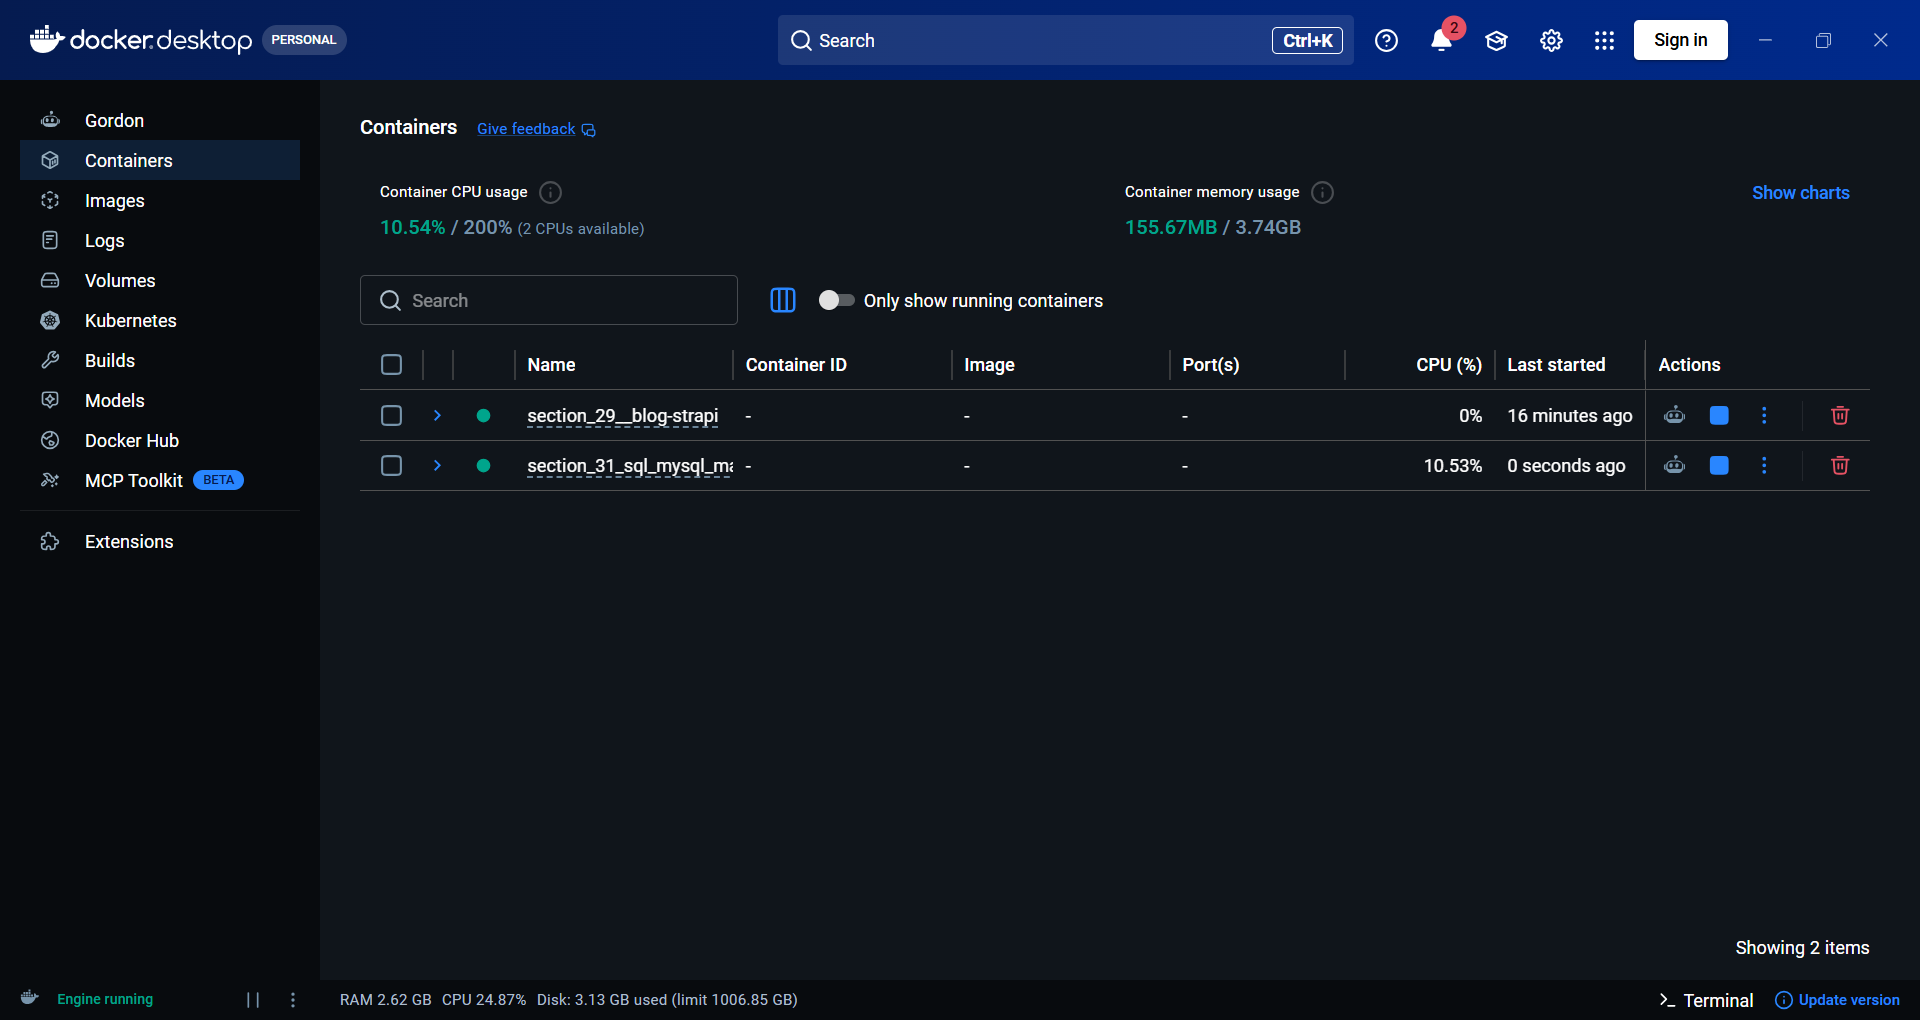 docker.desktop PERSONAL
Search Ctrl+K
2
Sign in
Gordon
Containers
Images
Logs
Volumes
Kubernetes
Builds
Models
Docker Hub
MCP Toolkit BETA
Extensions
Containers Give feedback
Container CPU usage
10.54% / 200% (2 CPUs available)
Container memory usage
155.67MB / 3.74GB
Show charts
Search
Only show running containers
Name Container ID Image Port(s) CPU (%) Last started Actions
section_29__blog-strapi - - - 0% 16 minutes ago
section_31_sql_mysql_ma - - - 10.53% 0 seconds ago
Showing 2 items
Engine running
RAM 2.62 GB CPU 24.87% Disk: 3.13 GB used (limit 1006.85 GB)
>_ Terminal
Update version